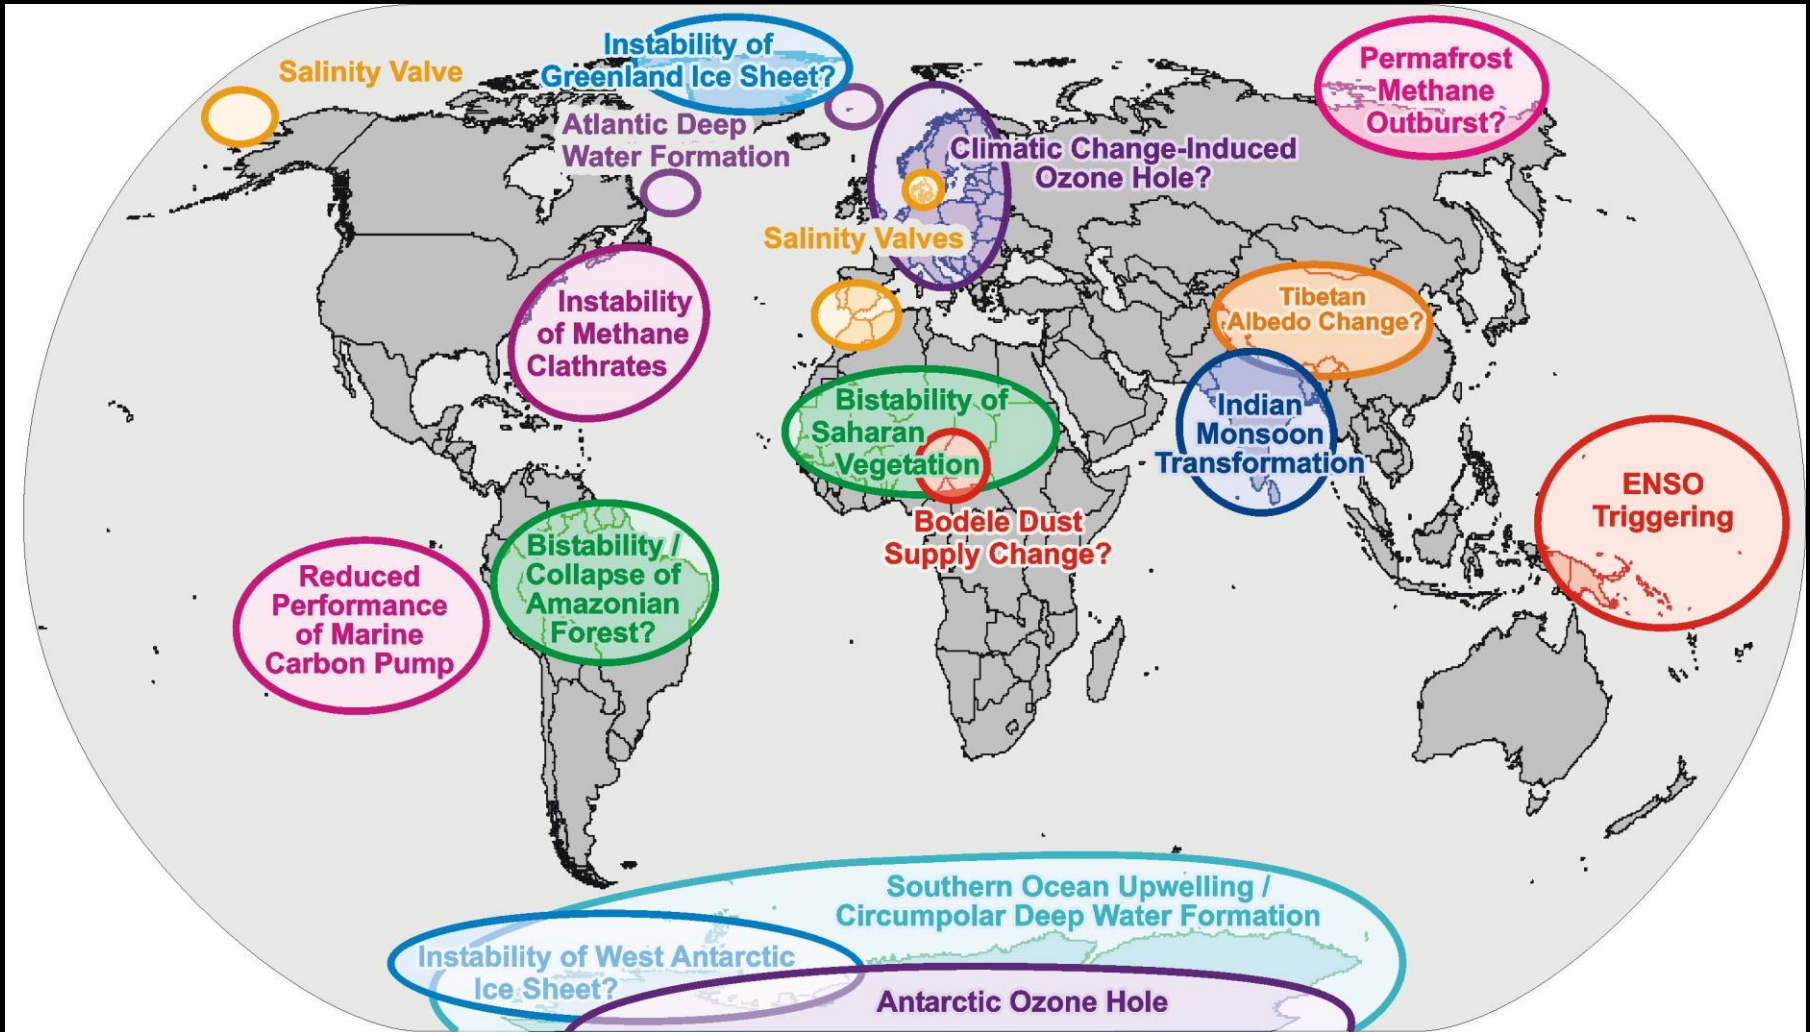 Salinity Valve
Instability of
Greenland Ice Sheet?
Permafrost
Methane
Outburst?
Atlantic Deep
Water Formation
Climatic Change-Induced
Ozone Hole?
Salinity Valves
Instability
of Methane
Clathrates
Tibetan
Albedo Change?
Bistability of
Saharan
Vegetation
Indian
Monsoon
Transformation
ENSO
Triggering
Bodele Dust
Supply Change?
Bistability /
Collapse of
Amazonian
Forest?
Reduced
Performance
of Marine
Carbon Pump
Southern Ocean Upwelling /
Circumpolar Deep Water Formation
Instability of West Antarctic
Ice Sheet?
Antarctic Ozone Hole